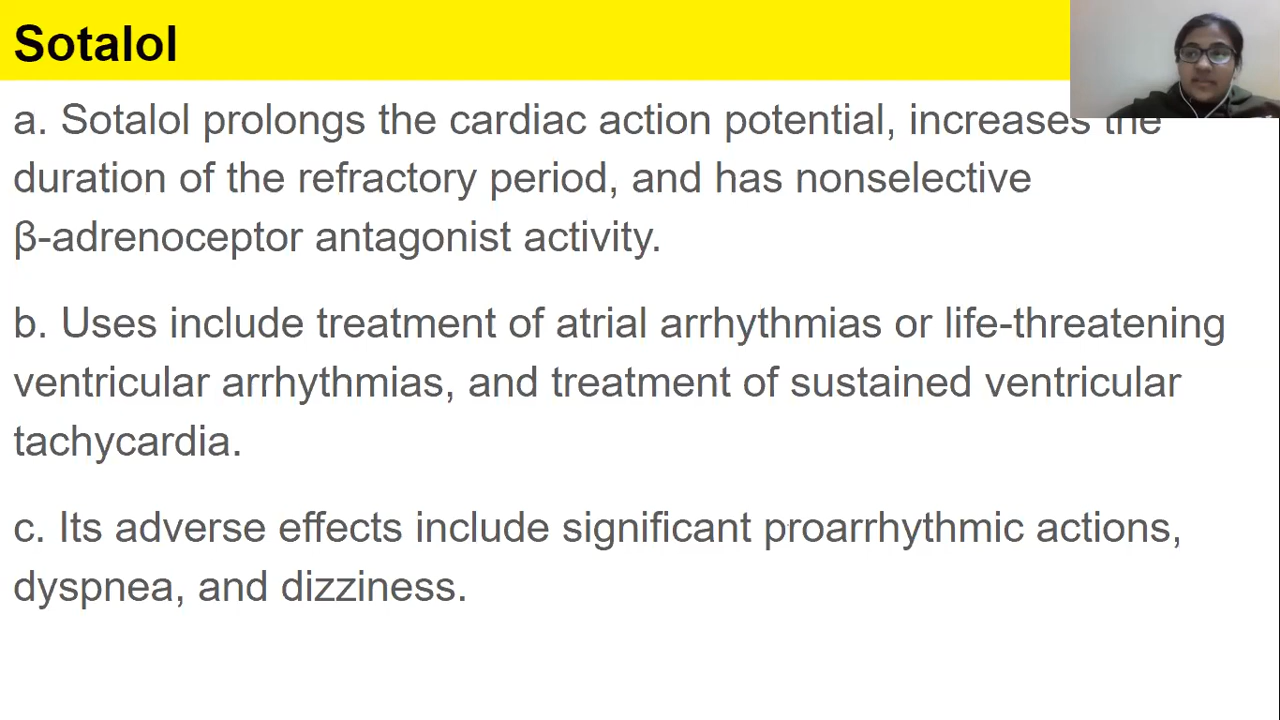 Sotalol
a. Sotalol prolongs the cardiac action potential, increases the
duration of the refractory period, and has nonselective
β-adrenoceptor antagonist activity.
b. Uses include treatment of atrial arrhythmias or life-threatening
ventricular arrhythmias, and treatment of sustained ventricular
tachycardia.
c. Its adverse effects include significant proarrhythmic actions,
dyspnea, and dizziness.